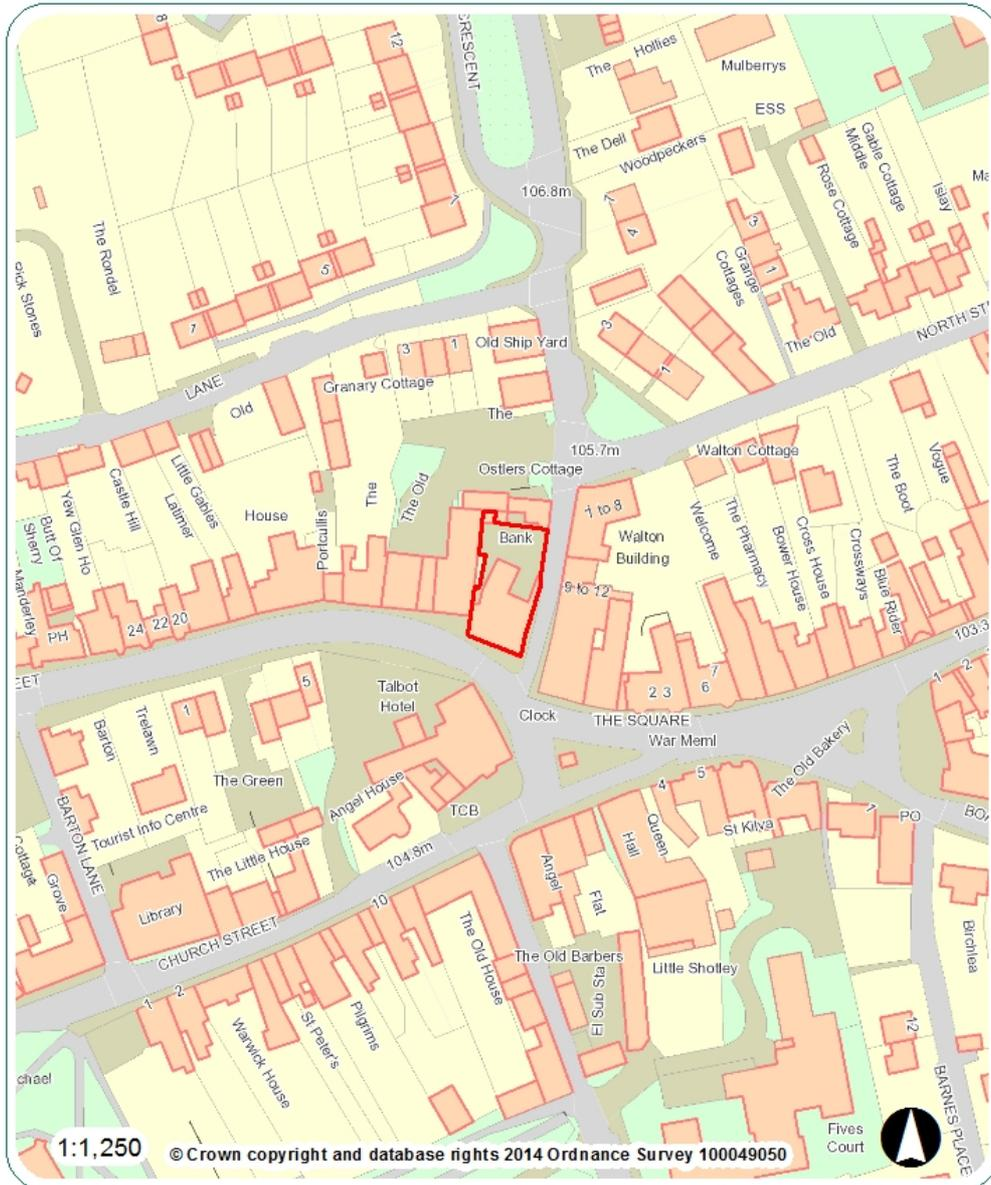 8
12
CRESCENT
The Hollies
Mulberrys
ESS
The Dell
Woodpeckers
Gable Cottage
Middle
Rose Cottage
Islay
106.8m
7
7
4
3
Grange
Cottages
1
The Rondel
5
1
3
1
The Old
NORTH ST
3
1
Old Ship Yard
Granary Cottage
LANE
Old
The
105.7m
Walton Cottage
Ostlers Cottage
Vogue
The Boot
Castle Hill
Little Gables
Latimer
Yew Glen Ho
Butt Of
Sherry
Manderley
House
Portcullis
The
The Old
Bank
1 to 8
Walton
Building
9 to 12
Welcome
The Pharmacy
Bower House
Cross House
Crossways
Blue Rider
PH
24
22
20
103.3
1
2
7
6
2 3
Talbot
Hotel
Clock
THE SQUARE
War Meml
5
1
Trelawn
Barton
The Green
Angel House
TCB
The Old Bakery
5
4
St Kilva
7
PO
Tourist Info Centre
The Little House
BARTON LANE
104.8m
Cottage
Grove
Library
CHURCH STREET
10
Queen
Hall
Angel
Flat
The Old House
The Old Barbers
El Sub Sta
Little Shotley
Birchlea
1
2
Warwick House
St Peter's
Pilgrims
12
BARNES PLACE
Fives
Court
1:1,250
© Crown copyright and database rights 2014 Ordnance Survey 100049050